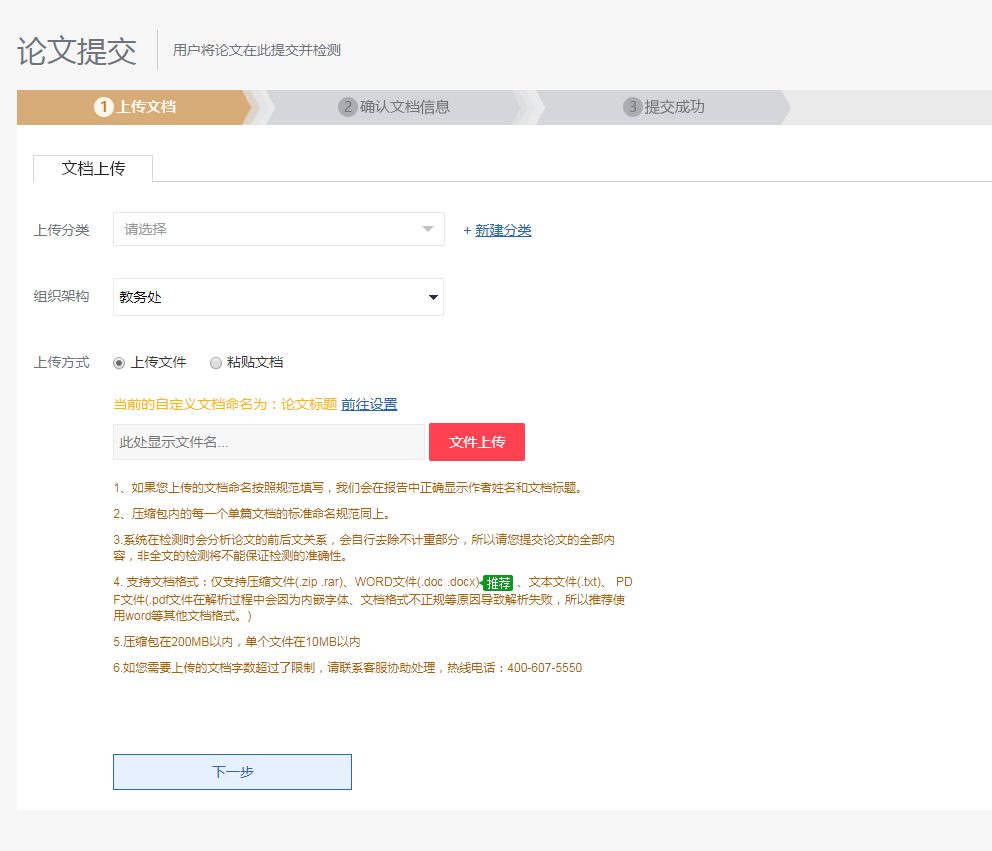 论文提交
用户将论文在此提交并检测
1 上传文档
2 确认文档信息
3 提交成功
文档上传
上传分类 请选择 + 新建分类
组织架构 教务处
上传方式 上传文件 粘贴文档
当前的自定义文档命名为：论文标题 前往设置
此处显示文件名... 文件上传
1、如果您上传的文档命名按照规范填写，我们会在报告中正确显示作者姓名和文档标题。
2、压缩包内的每一个单篇文档的标准命名规范同上。
3.系统在检测时会分析论文的前后文关系，会自行去除不计重部分，所以请您提交论文的全部内
容，非全文的检测将不能保证检测的准确性。
4. 支持文档格式：仅支持压缩文件(.zip .rar)、WORD文件(.doc .docx) 推荐 、文本文件(.txt)、 PD
F文件(.pdf文件在解析过程中会因为内嵌字体、文档格式不正规等原因导致解析失败，所以推荐使
用word等其他文档格式。)
5.压缩包在200MB以内，单个文件在10MB以内
6.如您需要上传的文档字数超过了限制，请联系客服协助处理，热线电话：400-607-5550
下一步